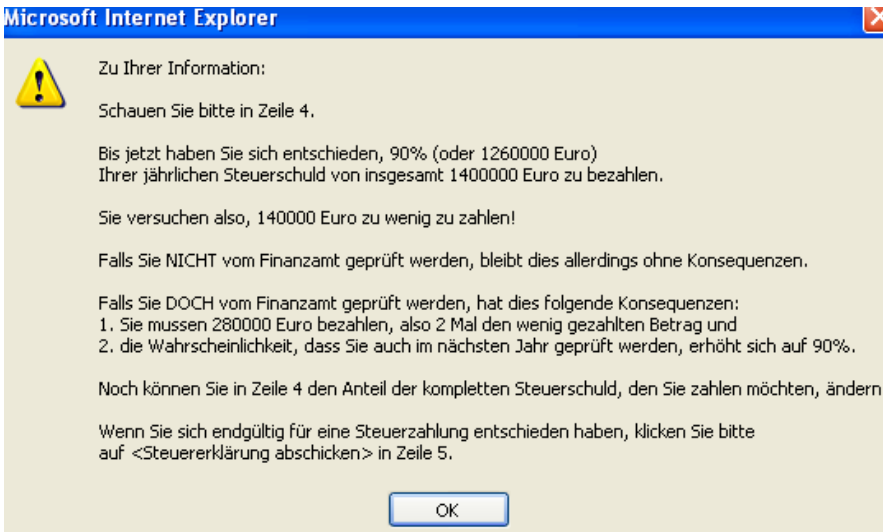 Microsoft Internet Explorer
Zu Ihrer Information:
Schauen Sie bitte in Zeile 4.
Bis jetzt haben Sie sich entschieden, 90% (oder 1260000 Euro)
Ihrer jährlichen Steuerschuld von insgesamt 1400000 Euro zu bezahlen.
Sie versuchen also, 140000 Euro zu wenig zu zahlen!
Falls Sie NICHT vom Finanzamt geprüft werden, bleibt dies allerdings ohne Konsequenzen.
Falls Sie DOCH vom Finanzamt geprüft werden, hat dies folgende Konsequenzen:
1. Sie mussen 280000 Euro bezahlen, also 2 Mal den wenig gezahlten Betrag und
2. die Wahrscheinlichkeit, dass Sie auch im nächsten Jahr geprüft werden, erhöht sich auf 90%.
Noch können Sie in Zeile 4 den Anteil der kompletten Steuerschuld, den Sie zahlen möchten, ändern
Wenn Sie sich endgültig für eine Steuerzahlung entschieden haben, klicken Sie bitte
auf <Steuererklärung abschicken> in Zeile 5.
OK